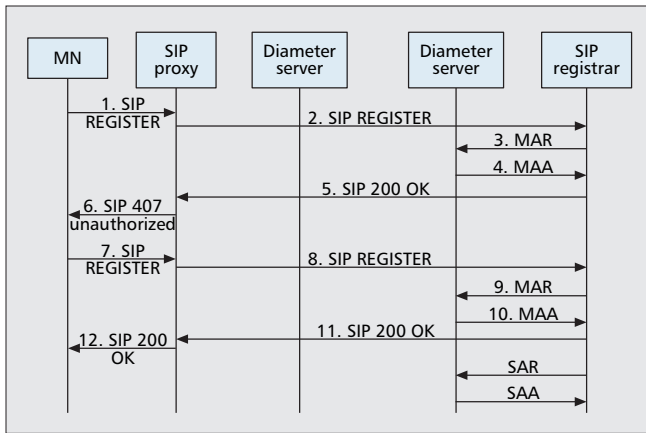 MN
SIP
proxy
Diameter
server
Diameter
server
SIP
registrar
1. SIP
REGISTER
2. SIP REGISTER
3. MAR
4. MAA
5. SIP 200 OK
6. SIP 407
unauthorized
7. SIP
REGISTER
8. SIP REGISTER
9. MAR
10. MAA
11. SIP 200 OK
12. SIP 200
OK
SAR
SAA